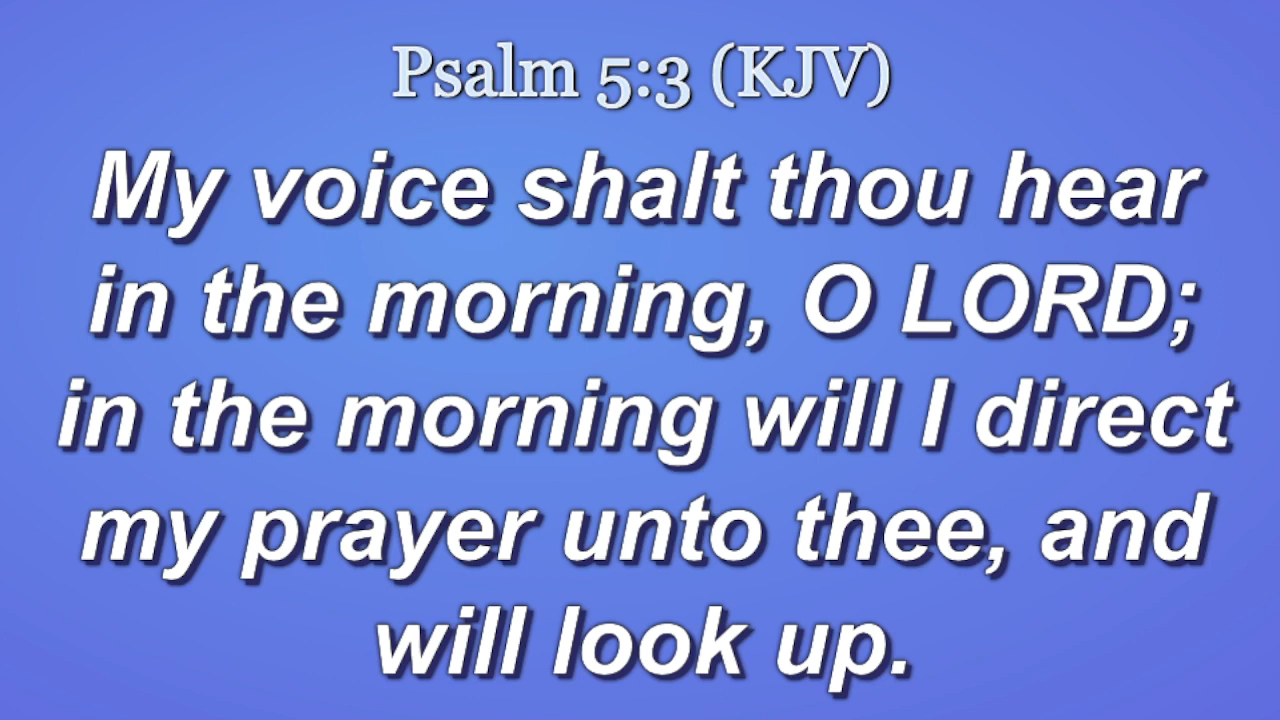 Psalm 5:3 (KJV)
My voice shalt thou hear
in the morning, O LORD;
in the morning will I direct
my prayer unto thee, and
will look up.